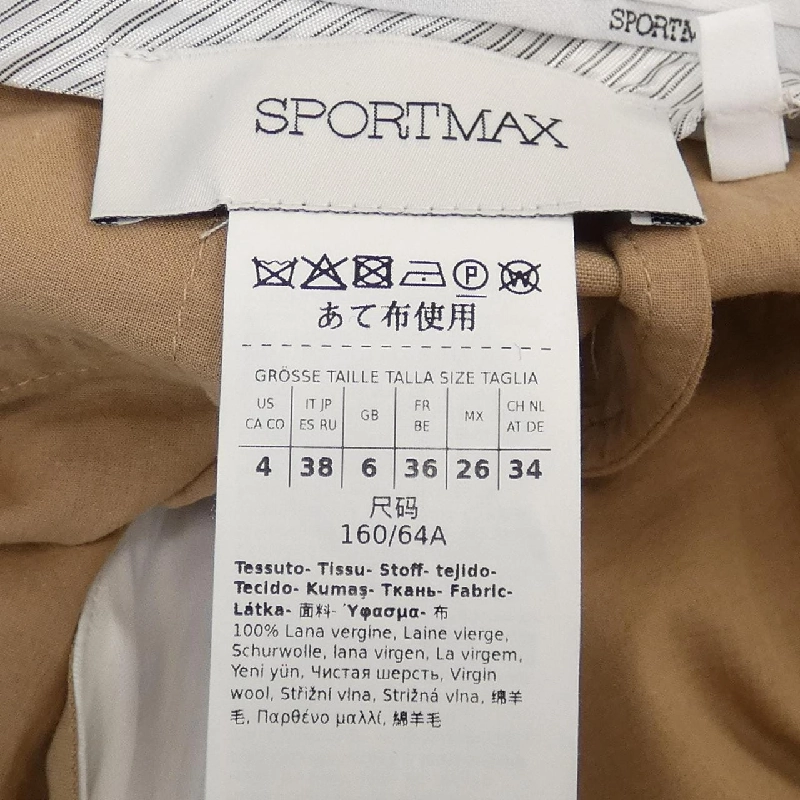 SPORTM
SPORTMAX
P W
あて布使用
GRÖSSE TAILLE TALLA SIZE TAGLIA
US CA CO IT JP ES RU GB FR BE MX CH NL AT DE
4 38 6 36 26 34
尺码
160/64A
Tessuto- Tissu- Stoff- tejido-
Tecido- Kumaş- Ткань- Fabric-
Látka- 面料- Ύφασμα- 布
100% Lana vergine, Laine vierge,
Schurwolle, lana virgen, La virgem,
Yeni yün, Чистая шерсть, Virgin
wool, Střižní vlna, Strižná vlna, 绵羊
毛, Παρθένο μαλλί, 綿羊毛